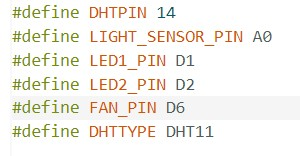 #define DHTPIN 14
#define LIGHT_SENSOR_PIN A0
#define LED1_PIN D1
#define LED2_PIN D2
#define FAN_PIN D6
#define DHTTYPE DHT11